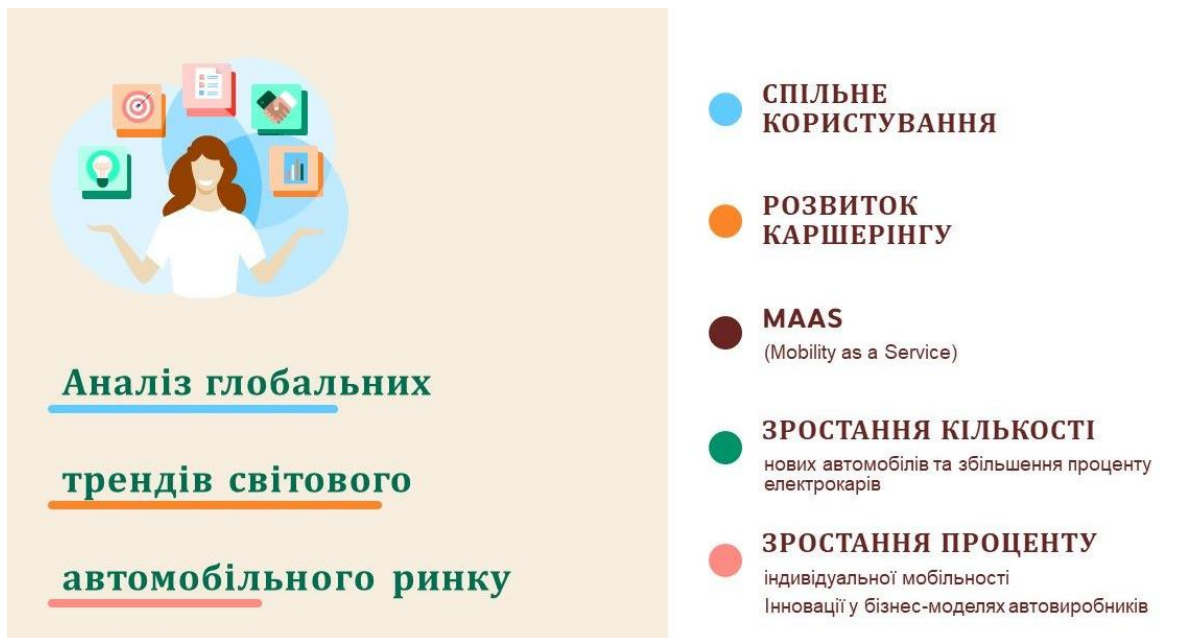 Аналіз глобальних
трендів світового
автомобільного ринку
СПІЛЬНЕ
КОРИСТУВАННЯ
РОЗВИТОК
КАРШЕРІНГУ
MAAS
(Mobility as a Service)
ЗРОСТАННЯ КІЛЬКОСТІ
нових автомобілів та збільшення проценту
електрокарів
ЗРОСТАННЯ ПРОЦЕНТУ
індивідуальної мобільності
Інновації у бізнес-моделях автовиробників